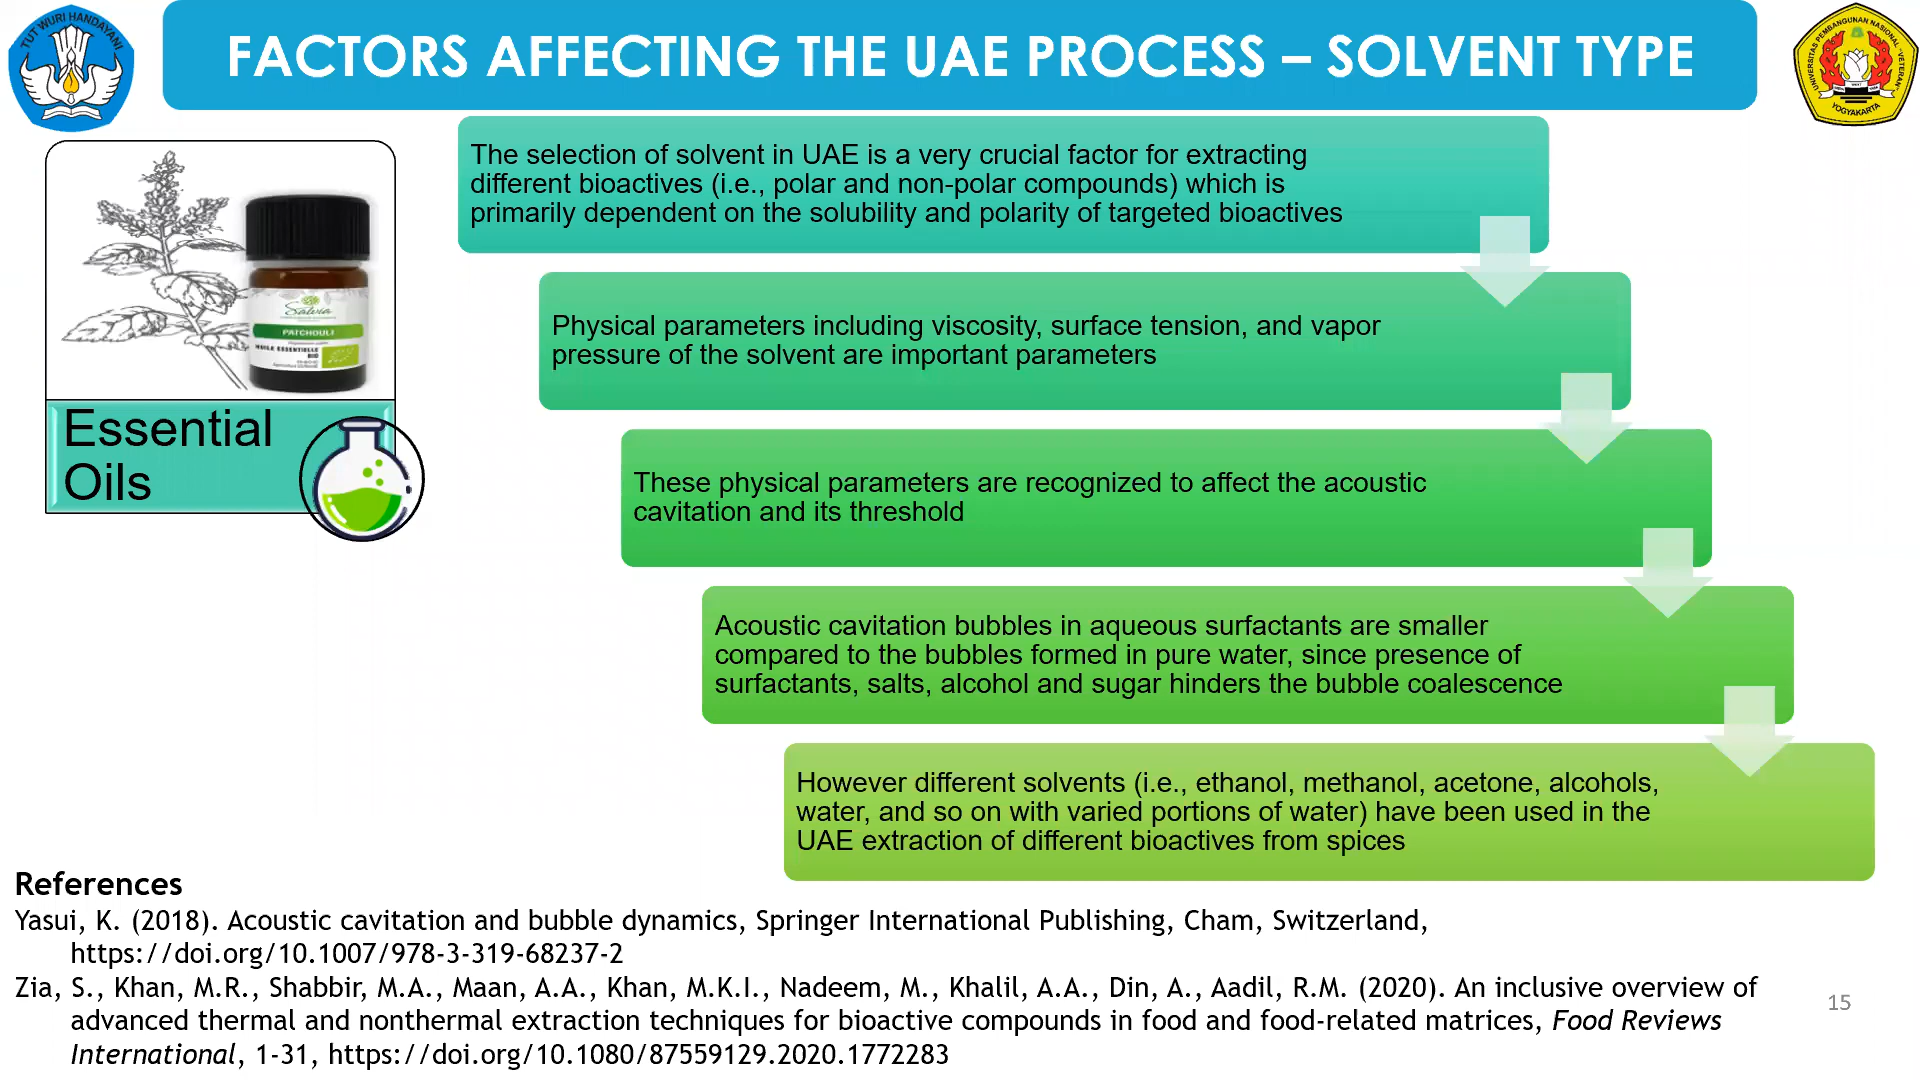 TUT WURI HANDAYANI
FACTORS AFFECTING THE UAE PROCESS – SOLVENT TYPE
UNIVERSITAS PEMBANGUNAN NASIONAL "VETERAN"
YOGYAKARTA
The selection of solvent in UAE is a very crucial factor for extracting
different bioactives (i.e., polar and non-polar compounds) which is
primarily dependent on the solubility and polarity of targeted bioactives
Salvia
PATCHOULI
HUILE ESSENTIELLE
BIO
Essential
Oils
Physical parameters including viscosity, surface tension, and vapor
pressure of the solvent are important parameters
These physical parameters are recognized to affect the acoustic
cavitation and its threshold
Acoustic cavitation bubbles in aqueous surfactants are smaller
compared to the bubbles formed in pure water, since presence of
surfactants, salts, alcohol and sugar hinders the bubble coalescence
However different solvents (i.e., ethanol, methanol, acetone, alcohols,
water, and so on with varied portions of water) have been used in the
UAE extraction of different bioactives from spices
References
Yasui, K. (2018). Acoustic cavitation and bubble dynamics, Springer International Publishing, Cham, Switzerland,
https://doi.org/10.1007/978-3-319-68237-2
Zia, S., Khan, M.R., Shabbir, M.A., Maan, A.A., Khan, M.K.I., Nadeem, M., Khalil, A.A., Din, A., Aadil, R.M. (2020). An inclusive overview of
advanced thermal and nonthermal extraction techniques for bioactive compounds in food and food-related matrices, Food Reviews
International, 1-31, https://doi.org/10.1080/87559129.2020.1772283
15